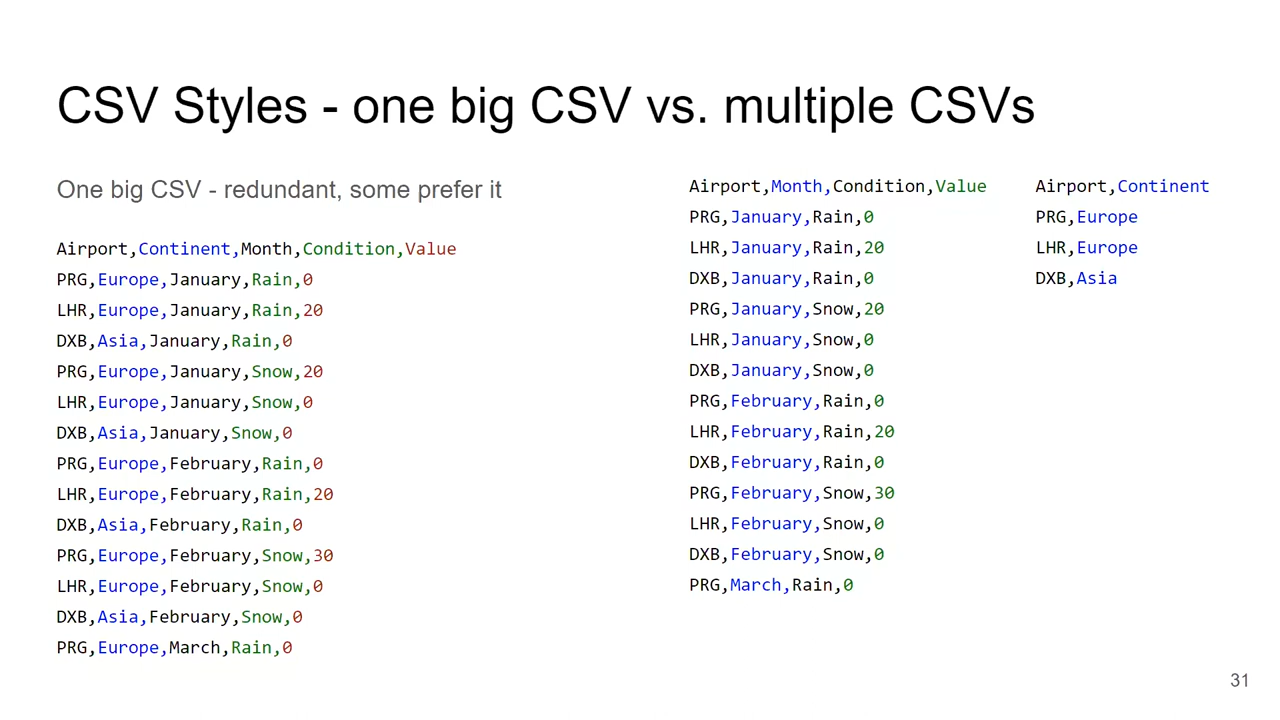 CSV Styles - one big CSV vs. multiple CSVs
One big CSV - redundant, some prefer it
Airport,Continent,Month,Condition,Value
PRG,Europe,January,Rain,0
LHR,Europe,January,Rain,20
DXB,Asia,January,Rain,0
PRG,Europe,January,Snow,20
LHR,Europe,January,Snow,0
DXB,Asia,January,Snow,0
PRG,Europe,February,Rain,0
LHR,Europe,February,Rain,20
DXB,Asia,February,Rain,0
PRG,Europe,February,Snow,30
LHR,Europe,February,Snow,0
DXB,Asia,February,Snow,0
PRG,Europe,March,Rain,0
Airport,Month,Condition,Value
PRG,January,Rain,0
LHR,January,Rain,20
DXB,January,Rain,0
PRG,January,Snow,20
LHR,January,Snow,0
DXB,January,Snow,0
PRG,February,Rain,0
LHR,February,Rain,20
DXB,February,Rain,0
PRG,February,Snow,30
LHR,February,Snow,0
DXB,February,Snow,0
PRG,March,Rain,0
Airport,Continent
PRG,Europe
LHR,Europe
DXB,Asia
31